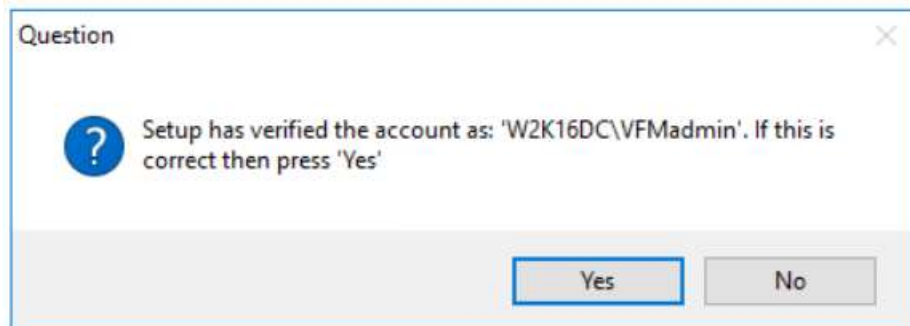 Question
?
Setup has verified the account as: 'W2K16DC\VFMadmin'. If this is
correct then press 'Yes'
Yes
No